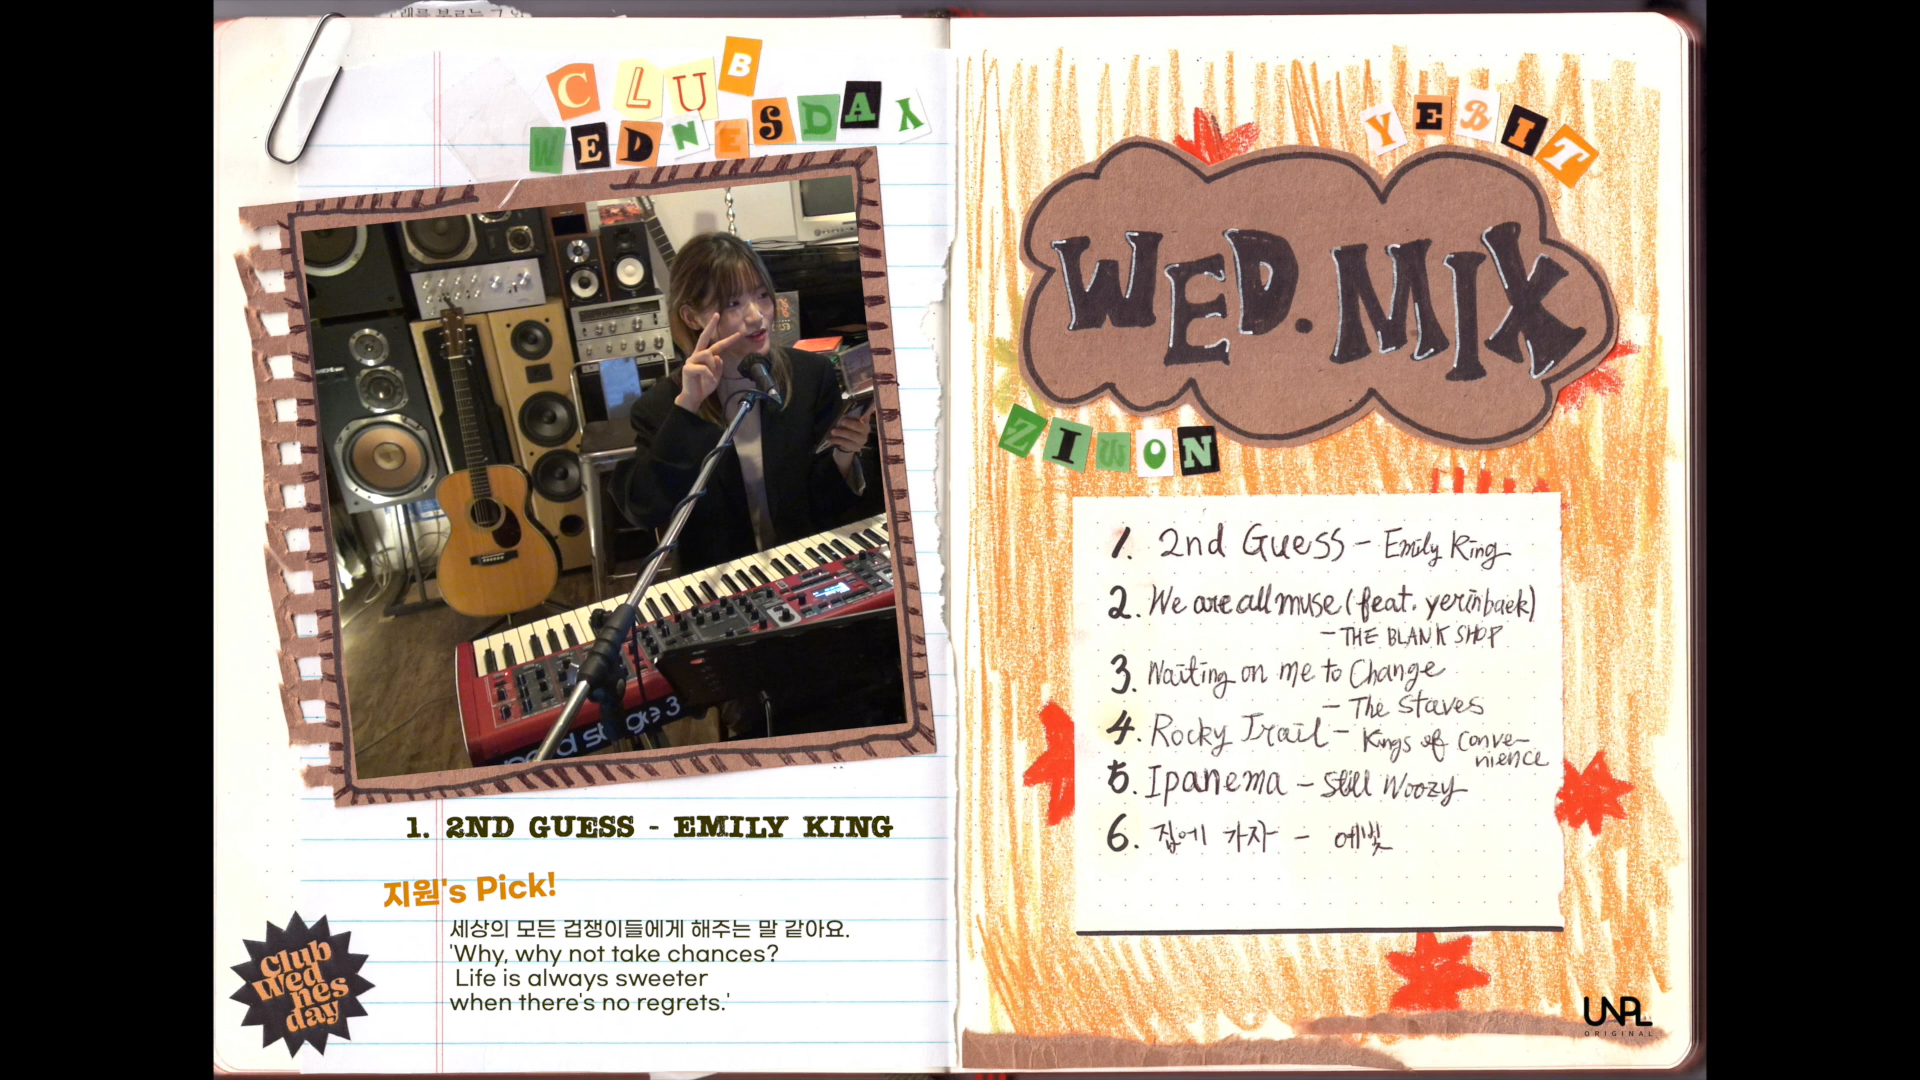 CLUB
WEDNESDAY
1. 2ND GUESS - EMILY KING
지원's Pick!
세상의 모든 겁쟁이들에게 해주는 말 같아요.
'Why, why not take chances?
Life is always sweeter
when there's no regrets.'
club
wed
nes
day
nord stage 3
YEBIT
WED.MIX
ZIWON
1. 2nd Guess - Emily King
2. We are all muse (feat. yerinbaek)
- THE BLANK SHOP
3. Waiting on me to Change
- The Staves
4. Rocky Trail - Kings of Conve-
nience
5. Ipanema - Still Woozy
6. 집에 가자 - 예빛
UNPL
ORIGINAL